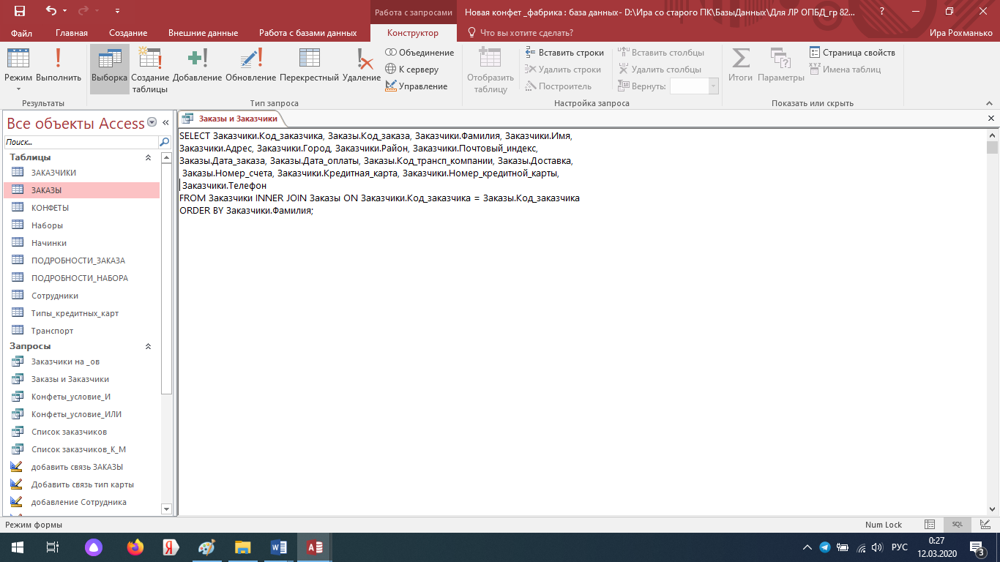 Работа с запросами
Новая конфет _фабрика : база данных- D:\Ира со старого ПК\БазыДанных\Для ЛР ОПБД_гр 82...
?
Файл
Главная
Создание
Внешние данные
Работа с базами данных
Конструктор
Что вы хотите сделать?
Ира Рохманько
Режим
Выполнить
Результаты
Выборка
Создание таблицы
Добавление
Обновление
Перекрестный
Удаление
Объединение
К серверу
Управление
Тип запроса
Отобразить таблицу
Вставить строки
Удалить строки
Построитель
Вставить столбцы
Удалить столбцы
Вернуть:
Настройка запроса
Итоги
Параметры
Страница свойств
Имена таблиц
Показать или скрыть
Все объекты Access
Поиск...
Таблицы
ЗАКАЗЧИКИ
ЗАКАЗЫ
КОНФЕТЫ
Наборы
Начинки
ПОДРОБНОСТИ_ЗАКАЗА
ПОДРОБНОСТИ_НАБОРА
Сотрудники
Типы_кредитных_карт
Транспорт
Запросы
Заказчики на _ов
Заказы и Заказчики
Конфеты_условие_И
Конфеты_условие_ИЛИ
Список заказчиков
Список заказчиков_К_М
добавить связь ЗАКАЗЫ
Добавить связь тип карты
добавление Сотрудника
Заказы и Заказчики
SELECT Заказчики.Код_заказчика, Заказы.Код_заказа, Заказчики.Фамилия, Заказчики.Имя,
Заказчики.Адрес, Заказчики.Город, Заказчики.Район, Заказчики.Почтовый_индекс,
Заказы.Дата_заказа, Заказы.Дата_оплаты, Заказы.Код_трансп_компании, Заказы.Доставка,
Заказы.Номер_счета, Заказчики.Кредитная_карта, Заказчики.Номер_кредитной_карты,
Заказчики.Телефон
FROM Заказчики INNER JOIN Заказы ON Заказчики.Код_заказчика = Заказы.Код_заказчика
ORDER BY Заказчики.Фамилия;
Режим формы
Num Lock
SQL
РУС
0:27
12.03.2020
3